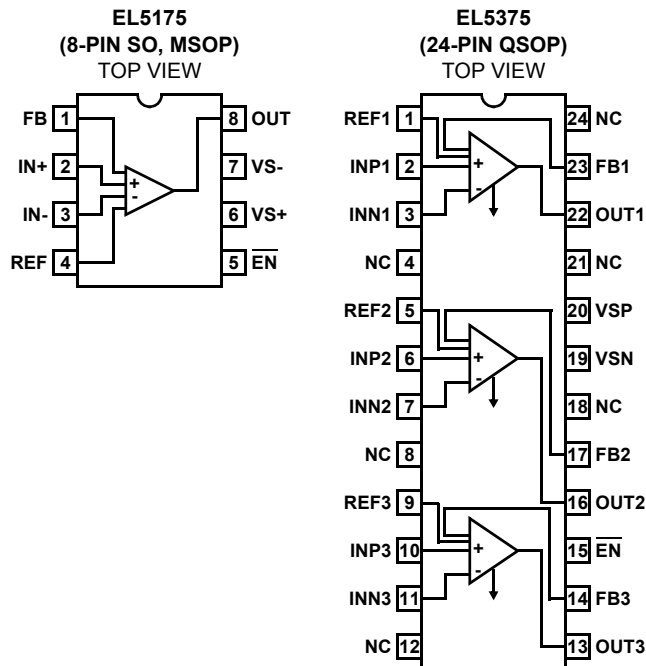 EL5175
(8-PIN SO, MSOP)
TOP VIEW
FB 1
8 OUT
IN+ 2
7 VS-
IN- 3
6 VS+
REF 4
5 EN
+
-
EL5375
(24-PIN QSOP)
TOP VIEW
REF1 1
24 NC
INP1 2
23 FB1
INN1 3
22 OUT1
NC 4
21 NC
REF2 5
20 VSP
INP2 6
19 VSN
INN2 7
18 NC
NC 8
17 FB2
REF3 9
16 OUT2
INP3 10
15 EN
INN3 11
14 FB3
NC 12
13 OUT3
+
-
+
-
+
-